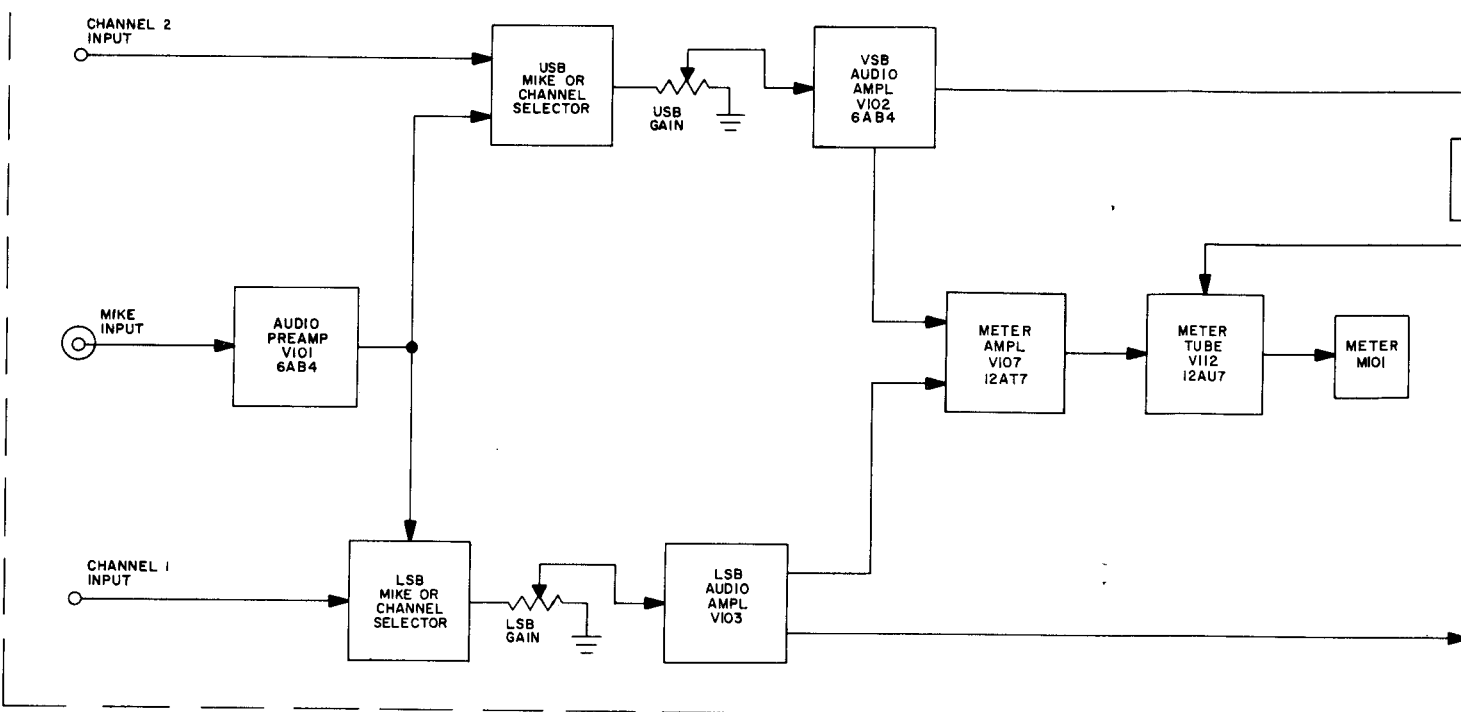 CHANNEL 2
INPUT
USB
MIKE OR
CHANNEL
SELECTOR
USB
GAIN
VSB
AUDIO
AMPL
V102
6AB4
MIKE
INPUT
AUDIO
PREAMP
V101
6AB4
METER
AMPL
V107
12AT7
METER
TUBE
V112
12AU7
METER
M101
CHANNEL 1
INPUT
LSB
MIKE OR
CHANNEL
SELECTOR
LSB
GAIN
LSB
AUDIO
AMPL
V103